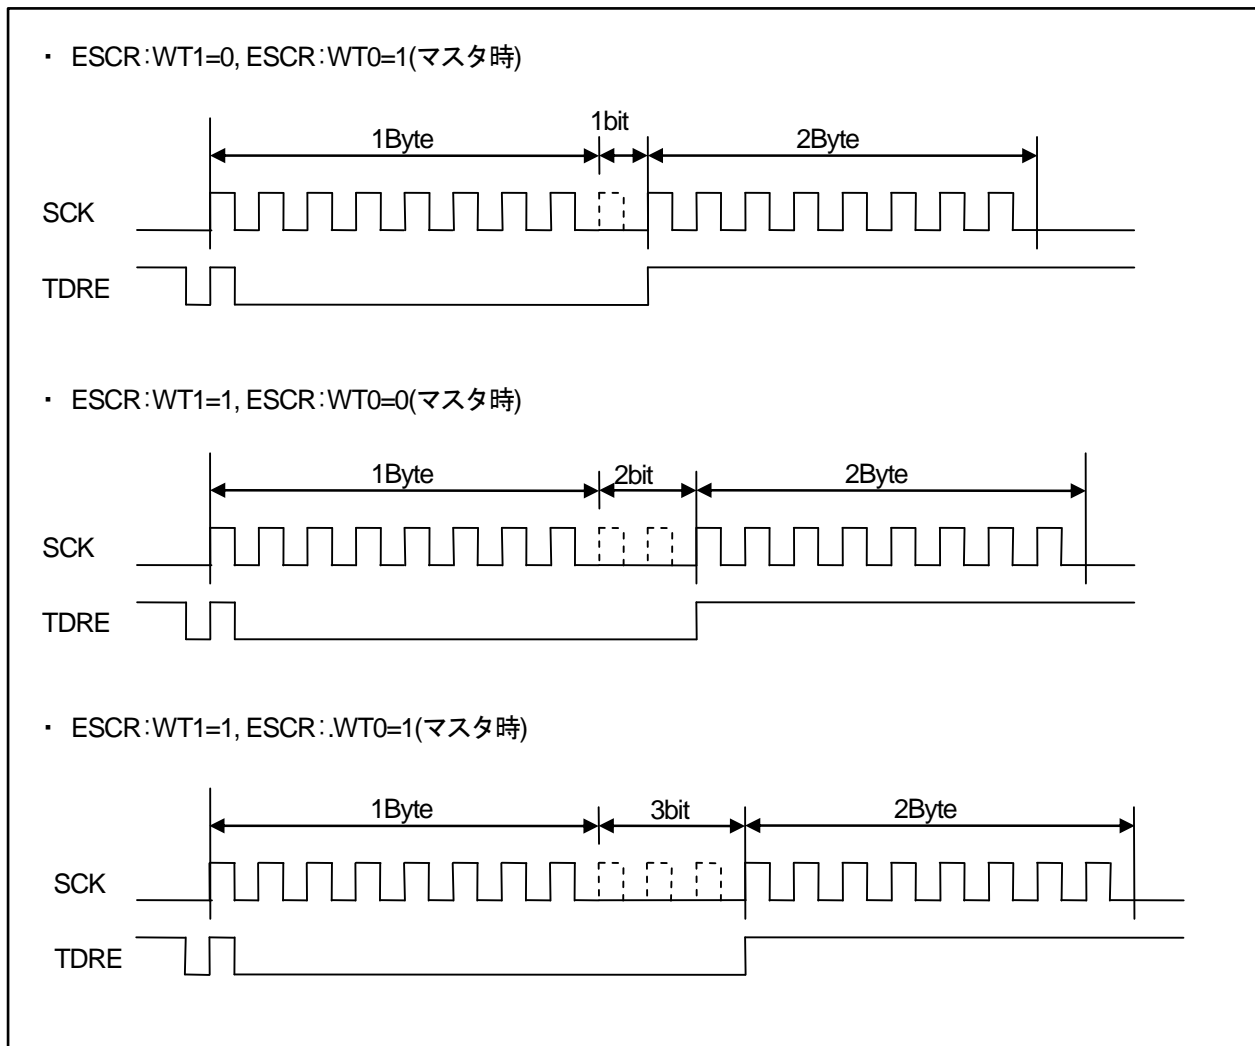 ・ ESCR:WT1=0, ESCR:WT0=1(マスタ時)
1Byte
1bit
2Byte
SCK
TDRE
・ ESCR:WT1=1, ESCR:WT0=0(マスタ時)
1Byte
2bit
2Byte
SCK
TDRE
・ ESCR:WT1=1, ESCR:.WT0=1(マスタ時)
1Byte
3bit
2Byte
SCK
TDRE